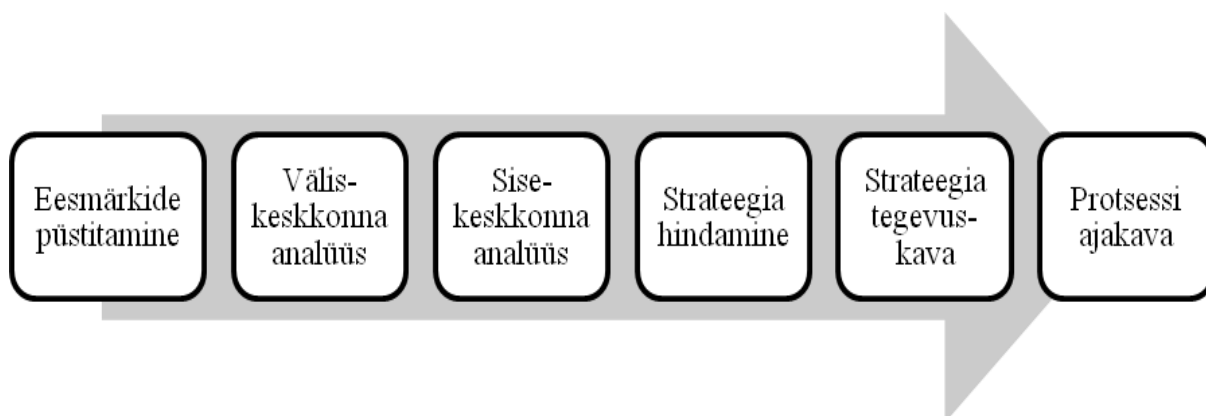 Eesmärkide
püstitamine
Välis-
keskkonna
analüüs
Sise-
keskkonna
analüüs
Strateegia
hindamine
Strateegia
tegevus-
kava
Protsessi
ajakava